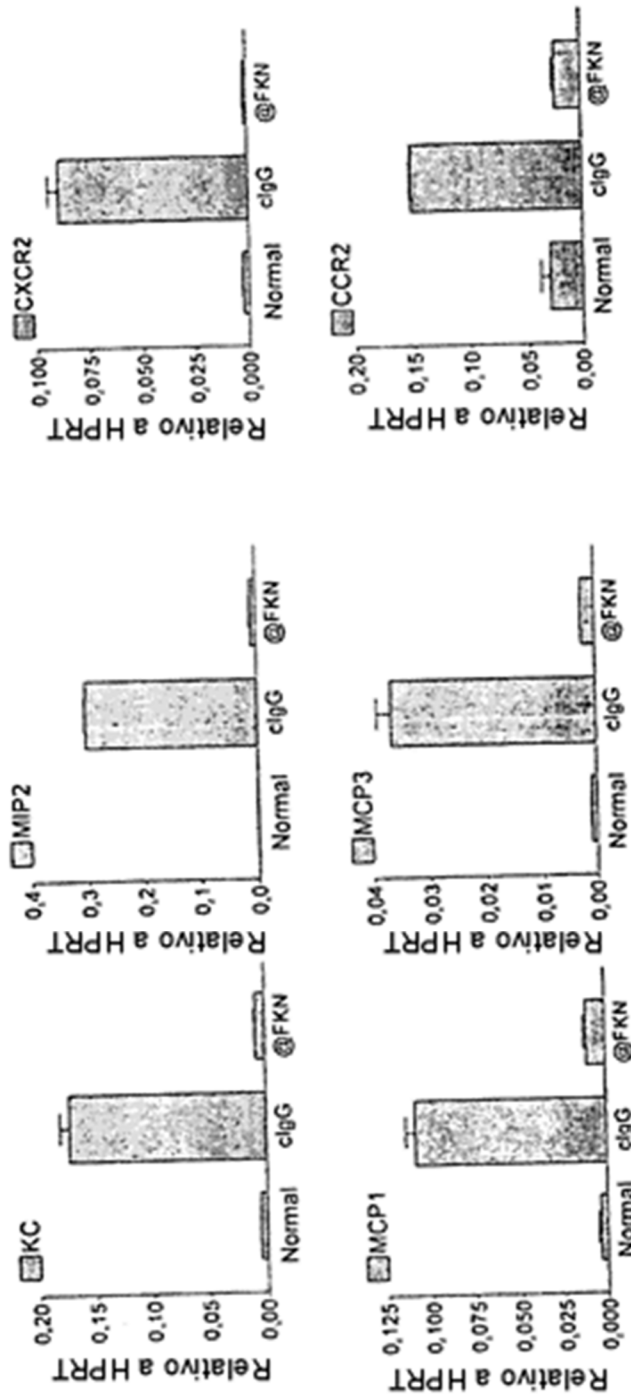 KC
Relativo a HPRT
0,20
0,15
0,10
0,05
0,00
Normal cIgG @FKN
MIP2
Relativo a HPRT
0,4
0,3
0,2
0,1
0,0
Normal cIgG @FKN
CXCR2
Relativo a HPRT
0,100
0,075
0,050
0,025
0,000
Normal cIgG @FKN
MCP1
Relativo a HPRT
0,125
0,100
0,075
0,050
0,025
0,000
Normal cIgG @FKN
MCP3
Relativo a HPRT
0,04
0,03
0,02
0,01
0,00
Normal cIgG @FKN
CCR2
Relativo a HPRT
0,20
0,15
0,10
0,05
0,00
Normal cIgG @FKN